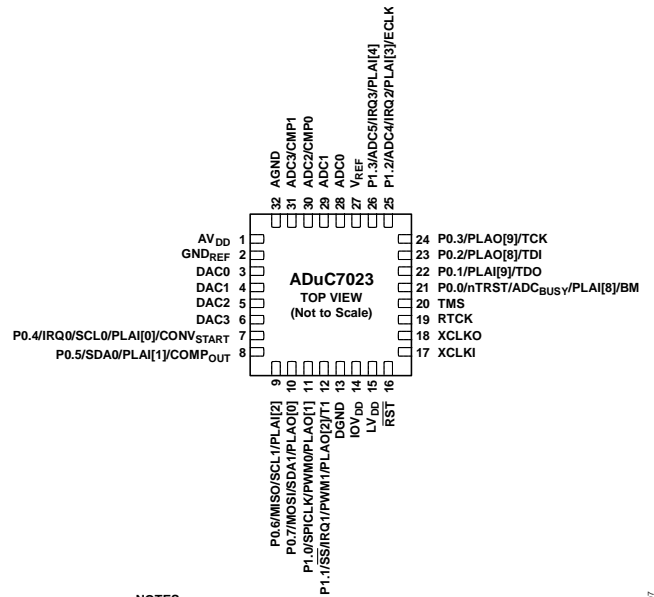 P1.3/ADC5/IRQ3/PLAI[4]
P1.2/ADC4/IRQ2/PLAI[3]/ECLK
AGND
ADC3/CMP1
ADC2/CMP0
ADC1
ADC0
VREF
32 31 30 29 28 27 26 25
AVDD 1
GNDREF 2
DAC0 3
DAC1 4
DAC2 5
DAC3 6
P0.4/IRQ0/SCL0/PLAI[0]/CONVSTART 7
P0.5/SDA0/PLAI[1]/COMPOUT 8
ADuC7023
TOP VIEW
(Not to Scale)
24 P0.3/PLAO[9]/TCK
23 P0.2/PLAO[8]/TDI
22 P0.1/PLAI[9]/TDO
21 P0.0/nTRST/ADCBUSY/PLAI[8]/BM
20 TMS
19 RTCK
18 XCLKO
17 XCLKI
9 10 11 12 13 14 15 16
P0.6/MISO/SCL1/PLAI[2]
P0.7/MOSI/SDA1/PLAO[0]
P1.0/SPICLK/PWM0/PLAO[1]
P1.1/SS/IRQ1/PWM1/PLAO[2]/T1
DGND
IOVDD
LVDD
RST